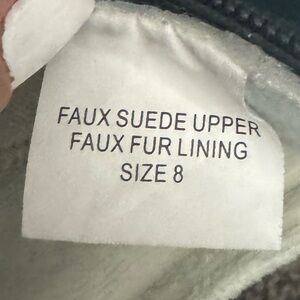 FAUX SUEDE UPPER
FAUX FUR LINING
SIZE 8